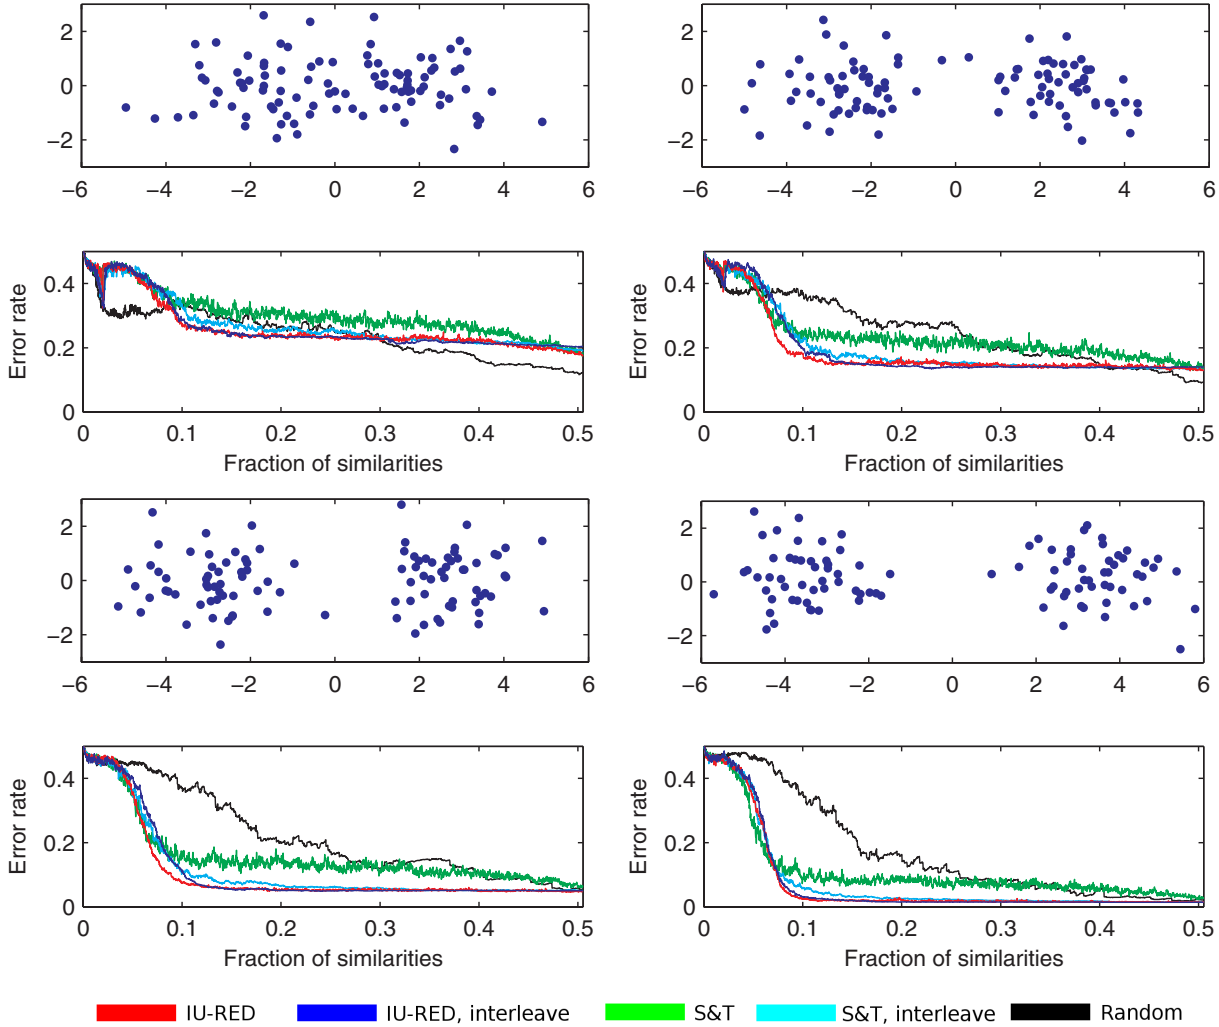 2
0
−2
−6 −4 −2 0 2 4 6
2
0
−2
−6 −4 −2 0 2 4 6
Error rate
0.4
0.2
0
0 0.1 0.2 0.3 0.4 0.5
Fraction of similarities
Error rate
0.4
0.2
0
0 0.1 0.2 0.3 0.4 0.5
Fraction of similarities
2
0
−2
−6 −4 −2 0 2 4 6
2
0
−2
−6 −4 −2 0 2 4 6
Error rate
0.4
0.2
0
0 0.1 0.2 0.3 0.4 0.5
Fraction of similarities
Error rate
0.4
0.2
0
0 0.1 0.2 0.3 0.4 0.5
Fraction of similarities
IU-RED IU-RED, interleave S&T S&T, interleave Random